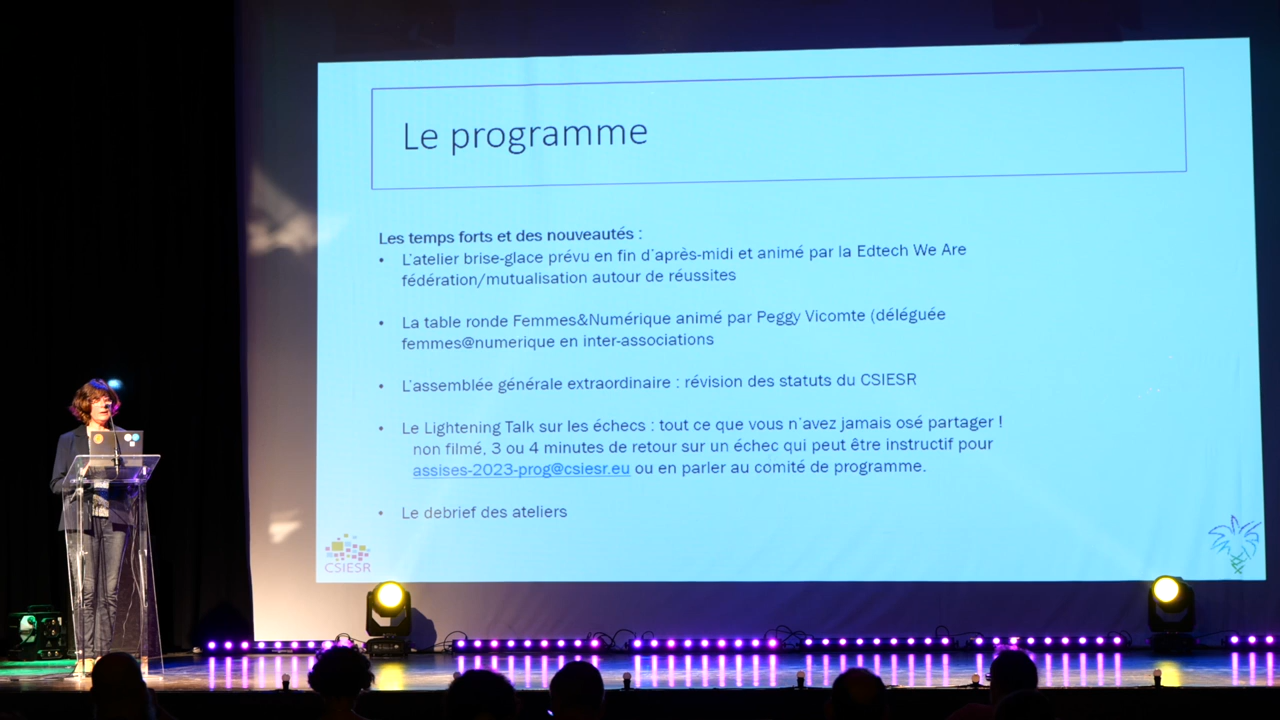 Le programme
Les temps forts et des nouveautés :
• L'atelier brise-glace prévu en fin d'après-midi et animé par la Edtech We Are
fédération/mutualisation autour de réussites
• La table ronde Femmes&Numérique animé par Peggy Vicomte (déléguée
femmes@numerique en inter-associations
• L'assemblée générale extraordinaire : révision des statuts du CSIESR
• Le Lightening Talk sur les échecs : tout ce que vous n'avez jamais osé partager !
non filmé, 3 ou 4 minutes de retour sur un échec qui peut être instructif pour
assises-2023-prog@csiesr.eu ou en parler au comité de programme.
• Le debrief des ateliers
CSIESR